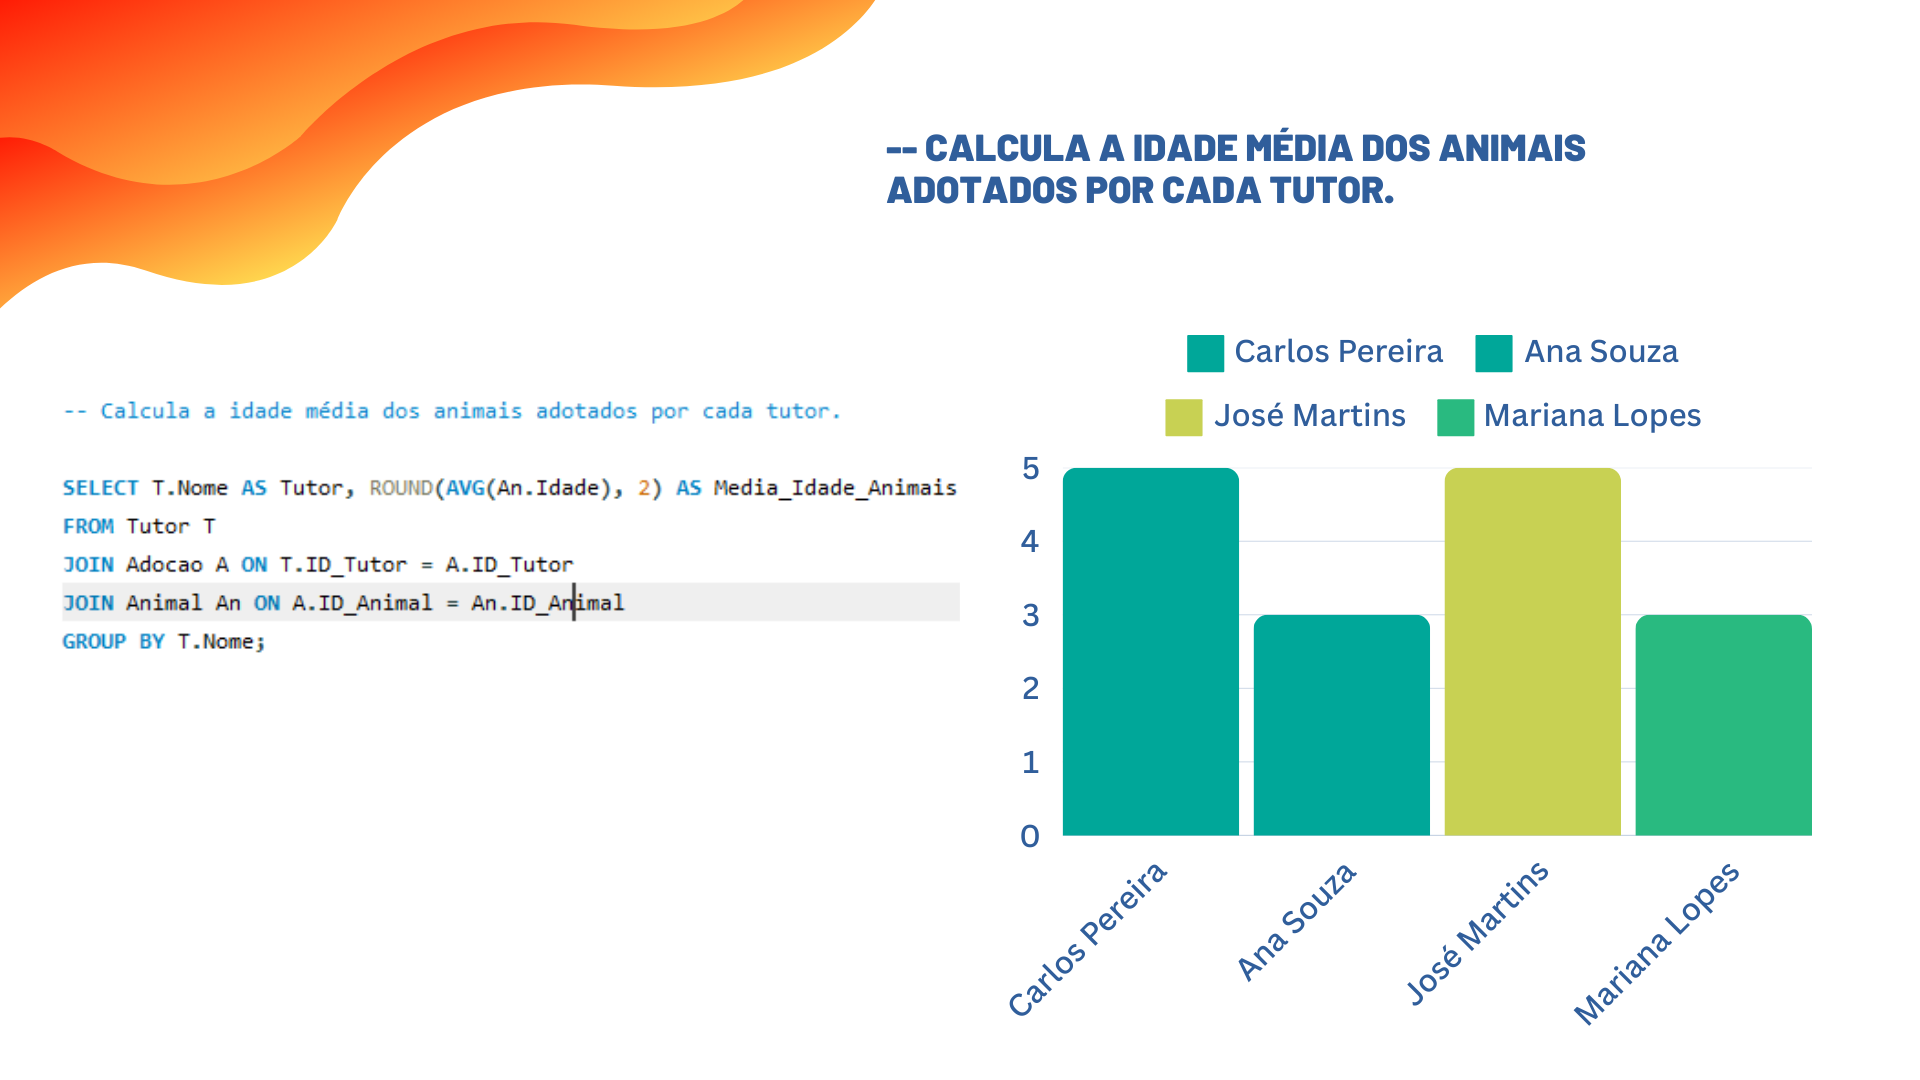 -- CALCULA A IDADE MÉDIA DOS ANIMAIS
ADOTADOS POR CADA TUTOR.
-- Calcula a idade média dos animais adotados por cada tutor.
SELECT T.Nome AS Tutor, ROUND(AVG(An.Idade), 2) AS Media_Idade_Animais
FROM Tutor T
JOIN Adocao A ON T.ID_Tutor = A.ID_Tutor
JOIN Animal An ON A.ID_Animal = An.ID_Animal
GROUP BY T.Nome;
Carlos Pereira
Ana Souza
José Martins
Mariana Lopes
5
4
3
2
1
0
Carlos Pereira
Ana Souza
José Martins
Mariana Lopes